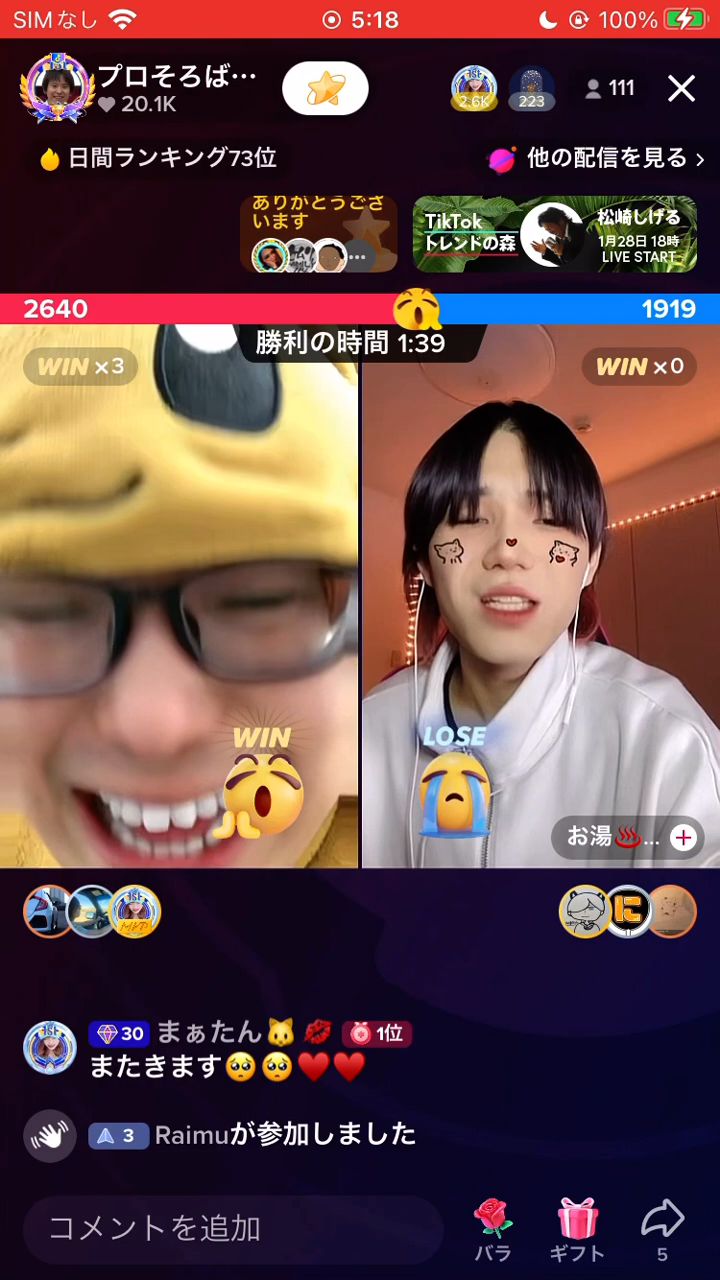 SIMなし 5:18 100%
プロそろば…
20.1K
2.6K 223 111
日間ランキング73位
他の配信を見る
ありがとうござ
います
TikTok
トレンドの森
松崎しげる
1月28日 18時
LIVE START
2640 1919
勝利の時間 1:39
WIN ×3
WIN ×0
WIN
LOSE
お湯♨️...
1st
に
1st
30 まぁたん🐱 💋 1位
またきます🥺🥺♥️♥️
3 Raimuが参加しました
コメントを追加
バラ ギフト 5